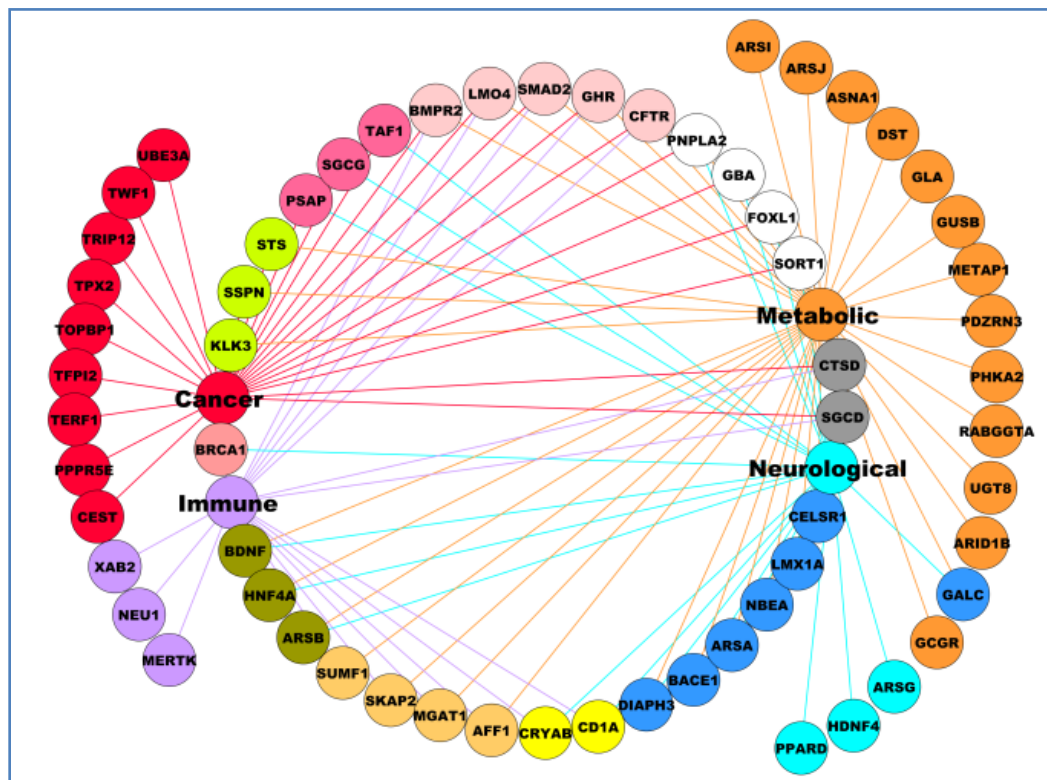 ARSI
ARSJ
ASNA1
DST
GLA
GUSB
METAP1
PDZRN3
PHKA2
RABGGTA
UGT8
ARID1B
GALC
GCGR
ARSG
HDNF4
PPARD
SMAD2
GHR
LMO4
CFTR
BMPR2
PNPLA2
TAF1
GBA
SGCG
FOXL1
PSAP
SORT1
STS
SSPN
KLK3
UBE3A
TWF1
TRIP12
TPX2
TOPBP1
TFPI2
TERF1
PPPR5E
CEST
XAB2
NEU1
MERTK
Metabolic
Cancer
CTSD
SGCD
BRCA1
Neurological
Immune
CELSR1
BDNF
LMX1A
HNF4A
NBEA
ARSB
ARSA
SUMF1
BACE1
SKAP2
DIAPH3
MGAT1
AFF1
CRYAB
CD1A